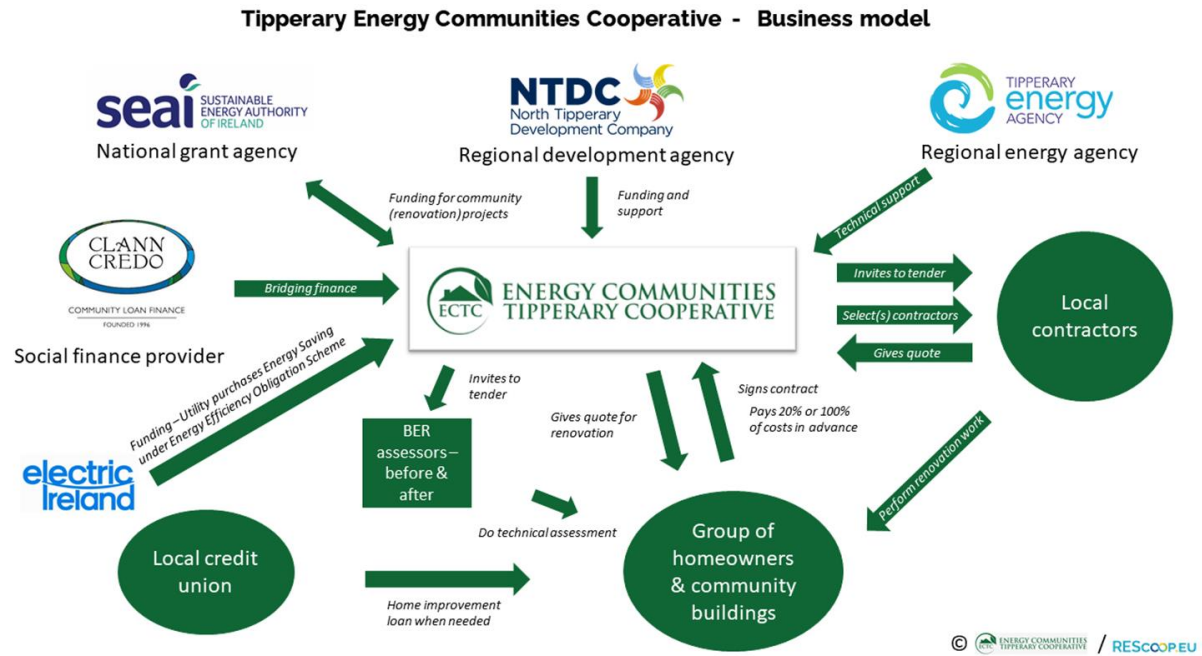 Tipperary Energy Communities Cooperative - Business model
seai
SUSTAINABLE
ENERGY AUTHORITY
OF IRELAND
National grant agency
NTDC
North Tipperary
Development Company
Regional development agency
TIPPERARY
energy
AGENCY
Regional energy agency
Funding for community
(renovation) projects
Funding and
support
Technical support
CLANN
CREDO
COMMUNITY LOAN FINANCE
FOUNDED 1996
Social finance provider
Bridging finance
ECTC
ENERGY COMMUNITIES
TIPPERARY COOPERATIVE
Invites to tender
Select(s) contractors
Gives quote
Local
contractors
Funding – Utility purchases Energy Saving
under Energy Efficiency Obligation Scheme
electric
Ireland
Invites to
tender
BER
assessors –
before &
after
Gives quote for
renovation
Signs contract
Pays 20% or 100%
of costs in advance
Perform renovation work
Do technical assessment
Local credit
union
Home improvement
loan when needed
Group of
homeowners
& community
buildings
© ECTC ENERGY COMMUNITIES
TIPPERARY COOPERATIVE
/ REScoop.EU